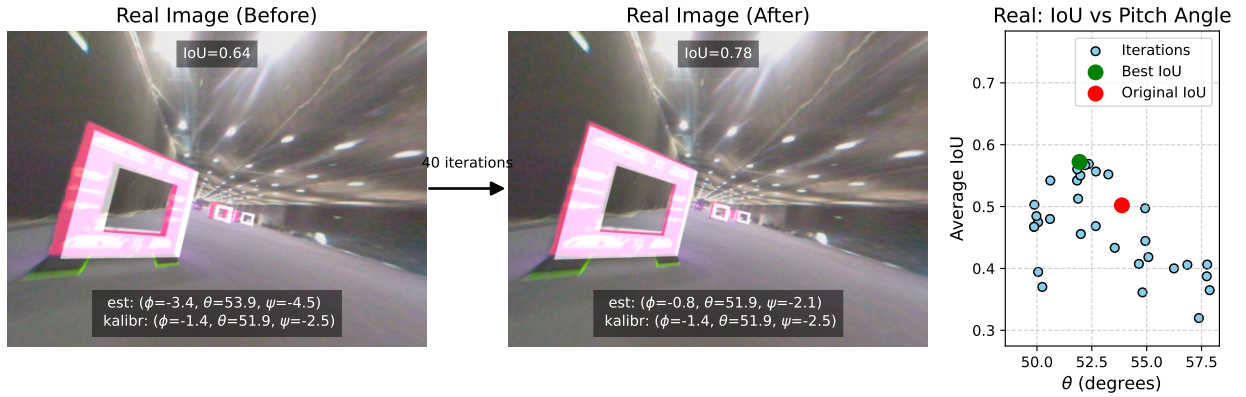 Real Image (Before)
IoU=0.64
est: (ϕ=-3.4, θ=53.9, ψ=-4.5)
kalibr: (ϕ=-1.4, θ=51.9, ψ=-2.5)
40 iterations
Real Image (After)
IoU=0.78
est: (ϕ=-0.8, θ=51.9, ψ=-2.1)
kalibr: (ϕ=-1.4, θ=51.9, ψ=-2.5)
Real: IoU vs Pitch Angle
Iterations
Best IoU
Original IoU
Average IoU
0.7
0.6
0.5
0.4
0.3
50.0 52.5 55.0 57.5
θ (degrees)